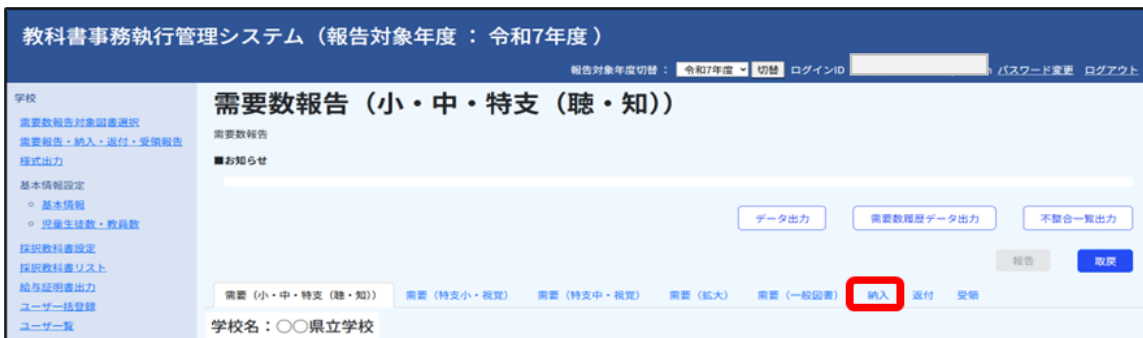 教科書事務執行管理システム（報告対象年度 ： 令和7年度 ）
報告対象年度切替 ： 令和7年度 切替 ログインID パスワード変更 ログアウト
学校
需要数報告対象図書選択
需要報告・納入・返付・受領報告
様式出力
基本情報設定
基本情報
児童生徒数・教員数
採択教科書設定
採択教科書リスト
給与証明書出力
ユーザー括登録
ユーザー覧
需要数報告（小・中・特支（聴・知））
需要数報告
■お知らせ
データ出力 需要数履歴データ出力 不整合一覧出力
報告 取戻
需要（小・中・特支（聴・知）） 需要（特支小・視覚） 需要（特支中・視覚） 需要（拡大） 需要（一般図書） 納入 返付 受領
学校名：〇〇県立学校